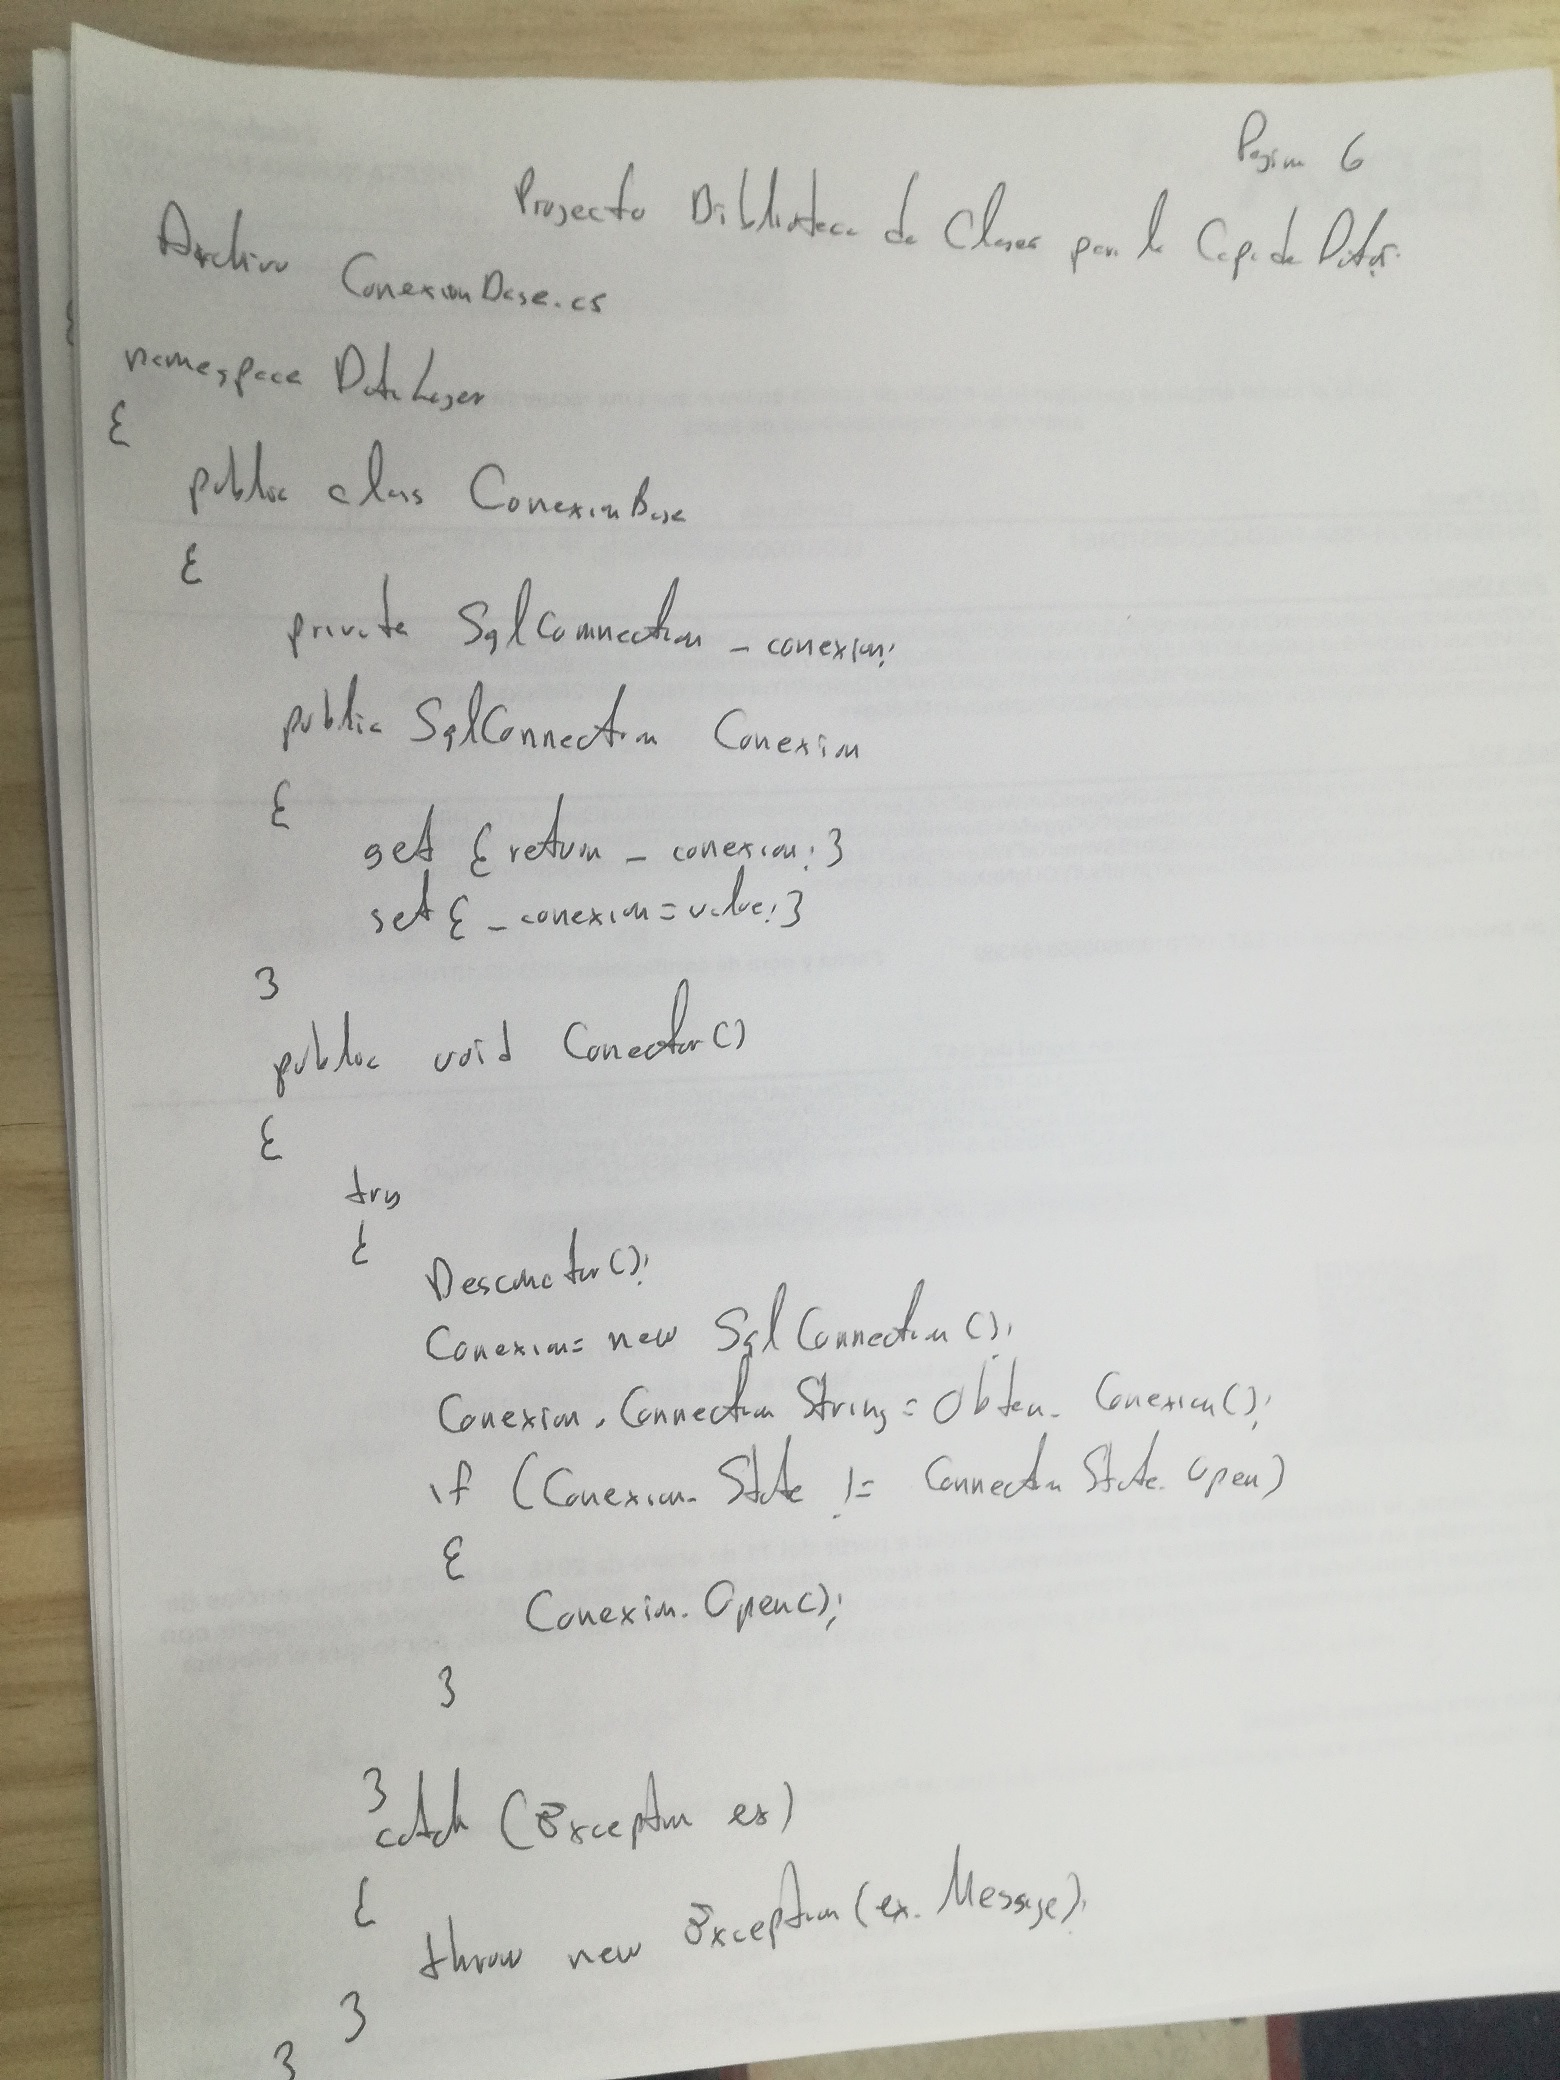 Pagina 6
Proyecto Biblioteca de Clases para la Capa de Datos.
Archivo ConexionBase.cs
namespace DataLayer
{
public class ConexionBase
{
private SqlConnection _conexion;
public SqlConnection Conexion
{
get { return _conexion; }
set { _conexion = value; }
}
public void Conectar()
{
try
{
Desconectar();
Conexion = new SqlConnection();
Conexion.ConnectionString = Obten_Conexion();
if (Conexion.State != ConnectionState.Open)
{
Conexion.Open();
}
}
catch (Exception ex)
{
throw new Exception(ex.Message);
}
}